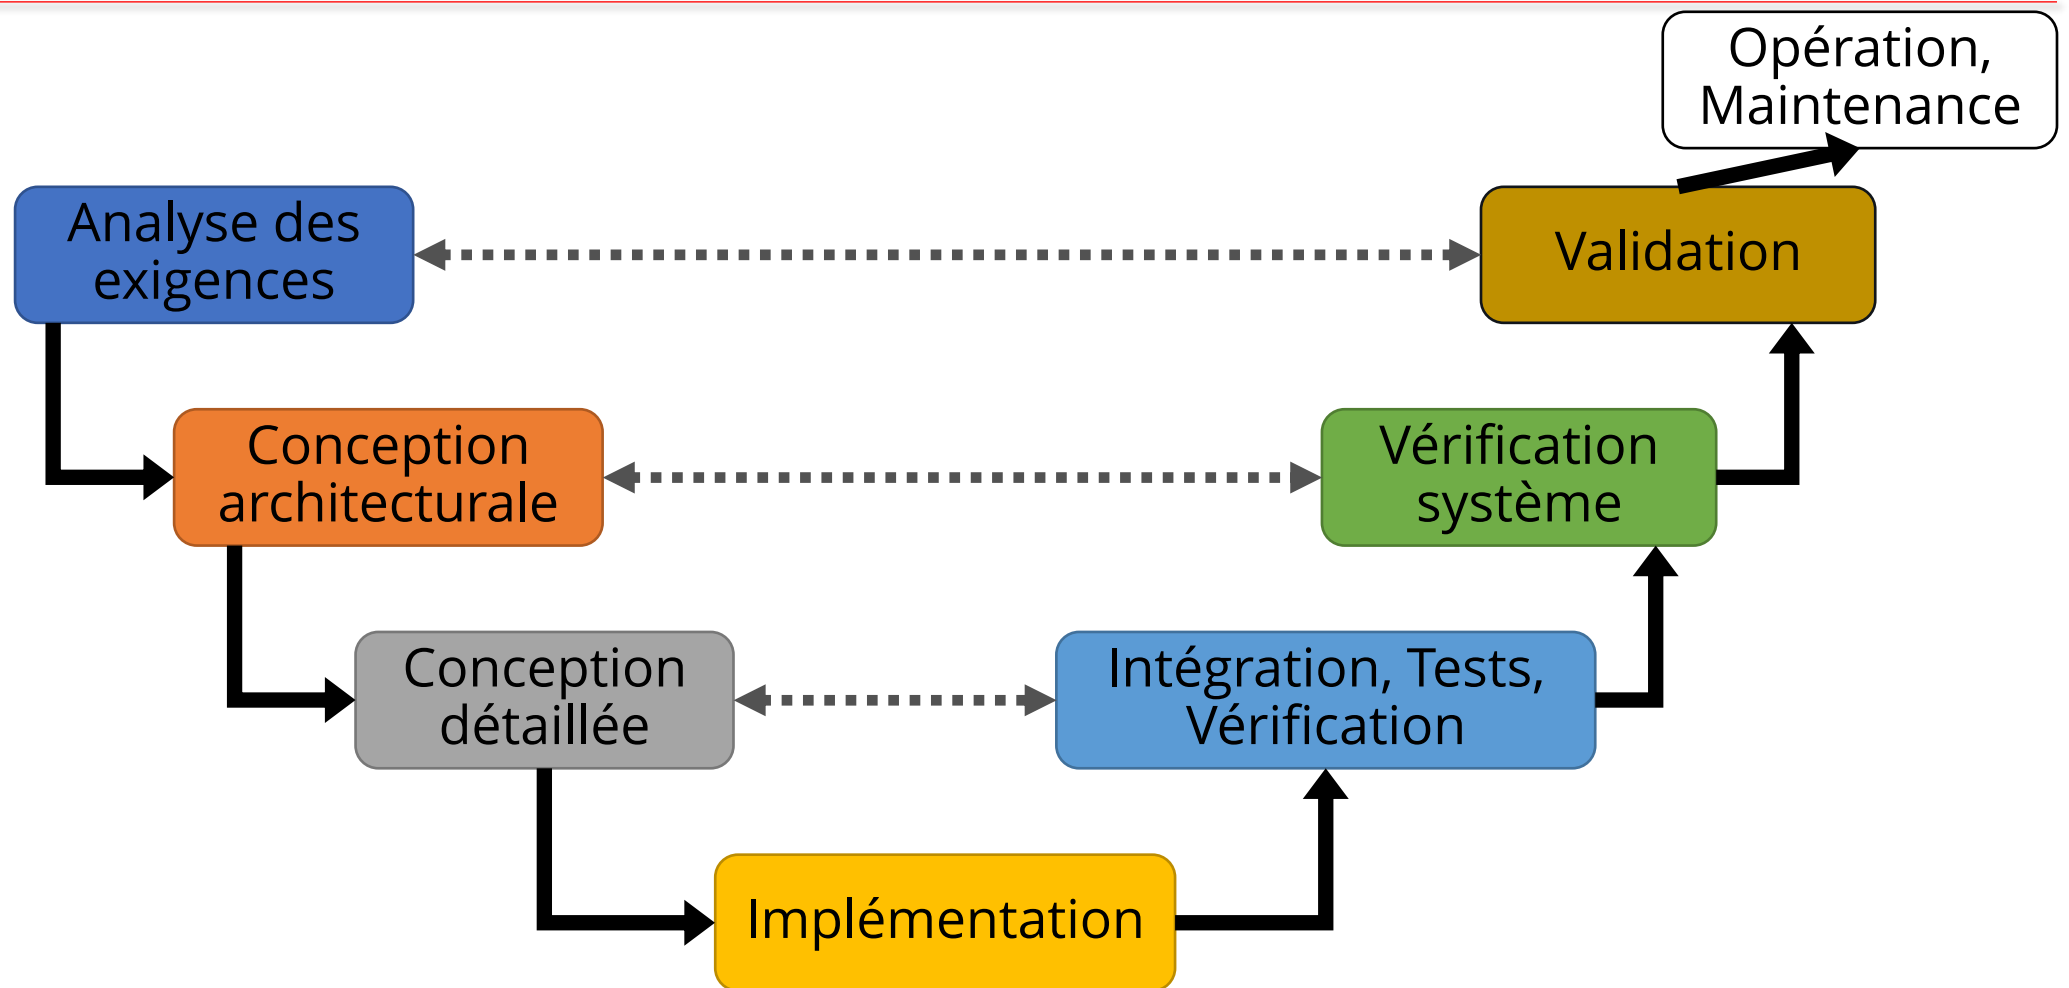 Opération,
Maintenance
Analyse des
exigences
Validation
Conception
architecturale
Vérification
système
Conception
détaillée
Intégration, Tests,
Vérification
Implémentation